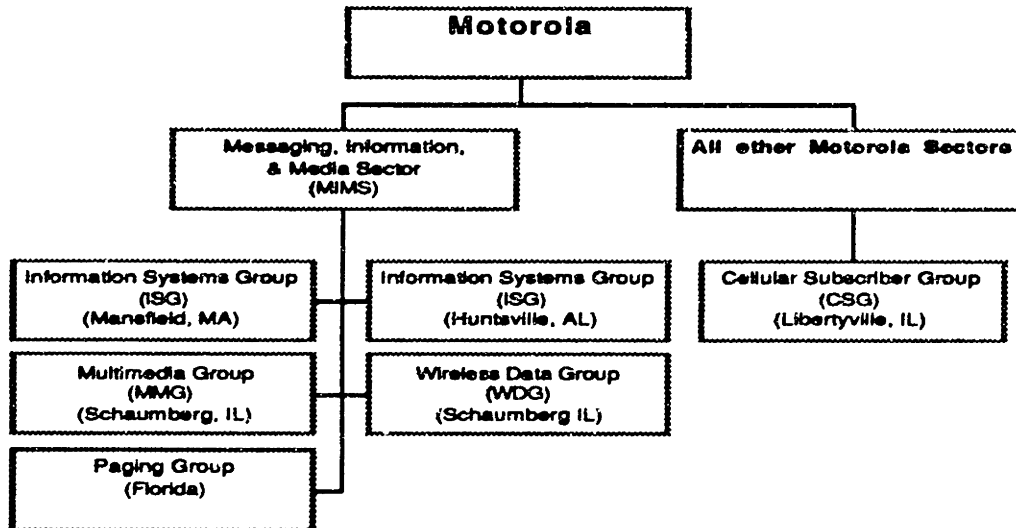 Motorola
Messaging, Information,
& Media Sector
(MIMS)
All other Motorola Sectors
Information Systems Group
(ISG)
(Mansfield, MA)
Information Systems Group
(ISG)
(Huntsville, AL)
Cellular Subscriber Group
(CSG)
(Libertyville, IL)
Multimedia Group
(MMG)
(Schaumberg, IL)
Wireless Data Group
(WDG)
(Schaumberg IL)
Paging Group
(Florida)